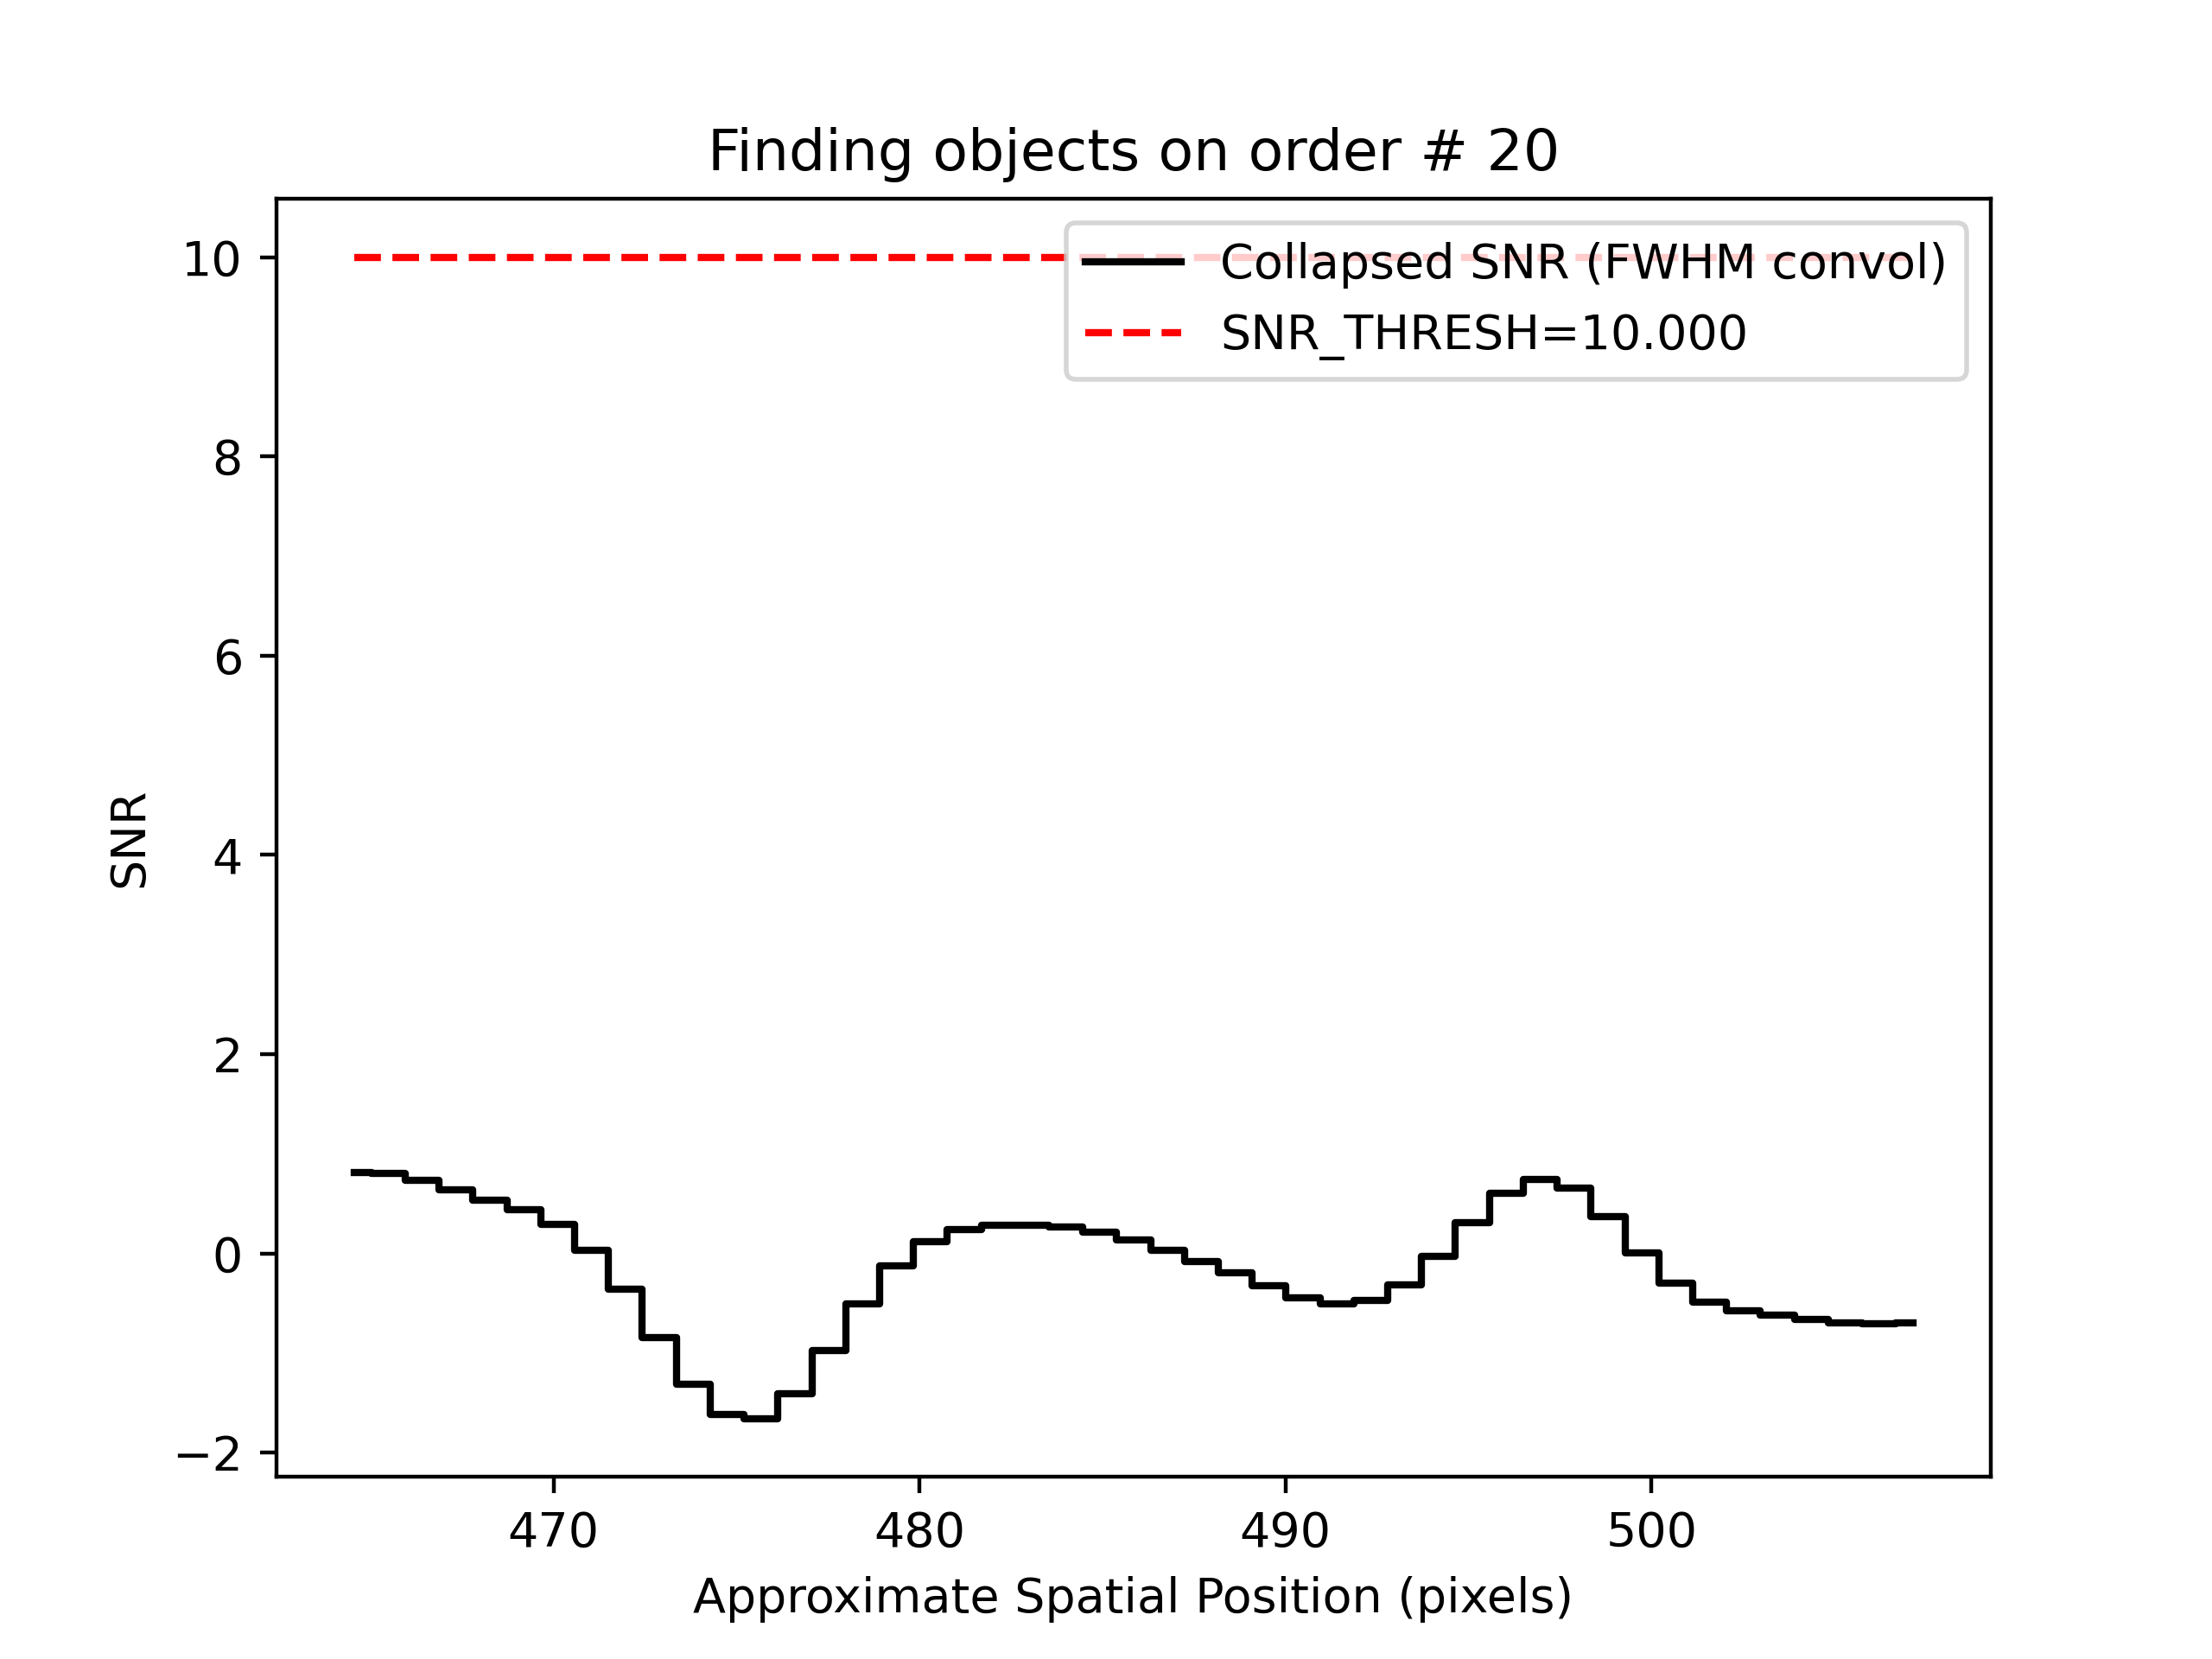 Finding objects on order # 20
Collapsed SNR (FWHM convol)
SNR_THRESH=10.000
10
8
6
4
2
0
−2
SNR
470 480 490 500
Approximate Spatial Position (pixels)